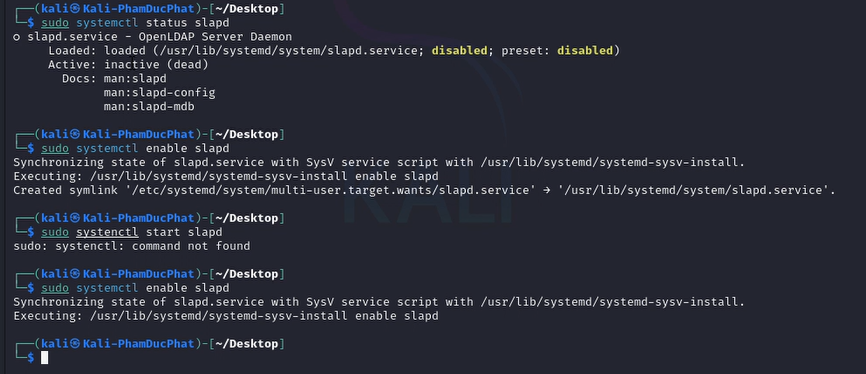 ┌──(kali㉿Kali-PhamDucPhat)-[~/Desktop]
└─$ sudo systemctl status slapd
○ slapd.service - OpenLDAP Server Daemon
     Loaded: loaded (/usr/lib/systemd/system/slapd.service; disabled; preset: disabled)
     Active: inactive (dead)
       Docs: man:slapd
             man:slapd-config
             man:slapd-mdb
┌──(kali㉿Kali-PhamDucPhat)-[~/Desktop]
└─$ sudo systemctl enable slapd
Synchronizing state of slapd.service with SysV service script with /usr/lib/systemd/systemd-sysv-install.
Executing: /usr/lib/systemd/systemd-sysv-install enable slapd
Created symlink '/etc/systemd/system/multi-user.target.wants/slapd.service' → '/usr/lib/systemd/system/slapd.service'.
KALI
┌──(kali㉿Kali-PhamDucPhat)-[~/Desktop]
└─$ sudo systenctl start slapd
sudo: systenctl: command not found
┌──(kali㉿Kali-PhamDucPhat)-[~/Desktop]
└─$ sudo systemctl enable slapd
Synchronizing state of slapd.service with SysV service script with /usr/lib/systemd/systemd-sysv-install.
Executing: /usr/lib/systemd/systemd-sysv-install enable slapd
┌──(kali㉿Kali-PhamDucPhat)-[~/Desktop]
└─$